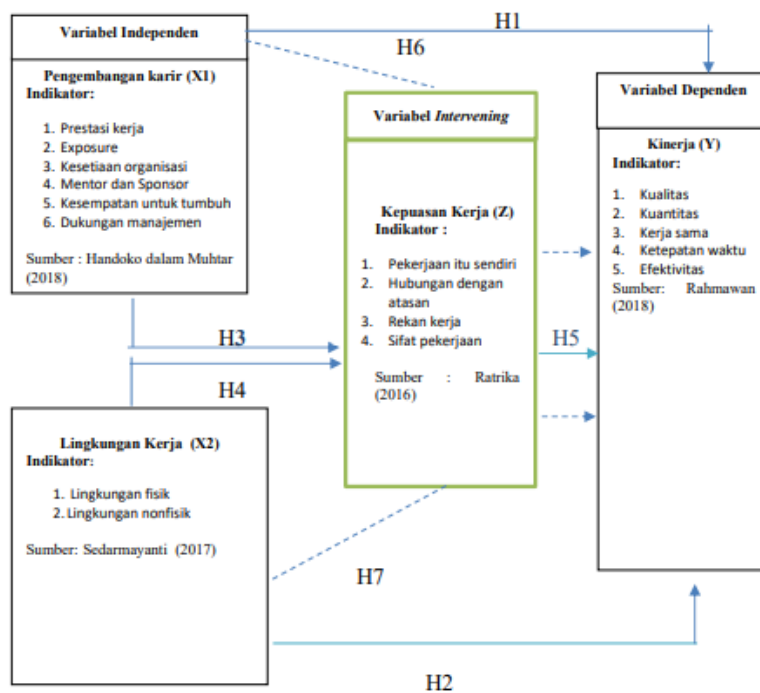 H1
Variabel Independen
H6
Pengembangan karir (X1)
Indikator:
1. Prestasi kerja
2. Exposure
3. Kesetiaan organisasi
4. Mentor dan Sponsor
5. Kesempatan untuk tumbuh
6. Dukungan manajemen
Sumber : Handoko dalam Muhtar
(2018)
Variabel Intervening
Kepuasan Kerja (Z)
Indikator :
1. Pekerjaan itu sendiri
2. Hubungan dengan
atasan
3. Rekan kerja
4. Sifat pekerjaan
Sumber : Ratrika
(2016)
Variabel Dependen
Kinerja (Y)
Indikator:
1. Kualitas
2. Kuantitas
3. Kerja sama
4. Ketepatan waktu
5. Efektivitas
Sumber: Rahmawan
(2018)
H3
H5
H4
Lingkungan Kerja (X2)
Indikator:
1. Lingkungan fisik
2. Lingkungan nonfisik
Sumber: Sedarmayanti (2017)
H7
H2